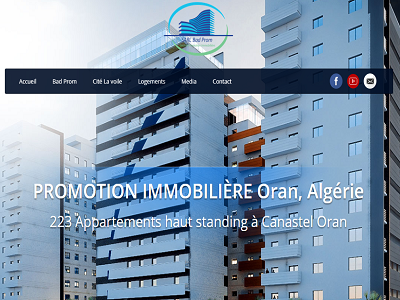 SARL Bad Prom
Accueil Bad Prom Cité La voile Logements Media Contact
PROMOTION IMMOBILIÈRE Oran, Algérie
223 Appartements haut standing à Canastel Oran